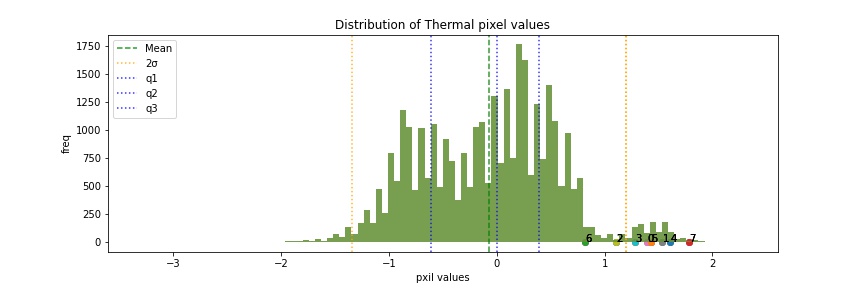 Distribution of Thermal pixel values
Mean
2σ
q1
q2
q3
freq
1750
1500
1250
1000
750
500
250
0
6
2
3
5
1
4
7
−3
−2
−1
0
1
2
pxil values